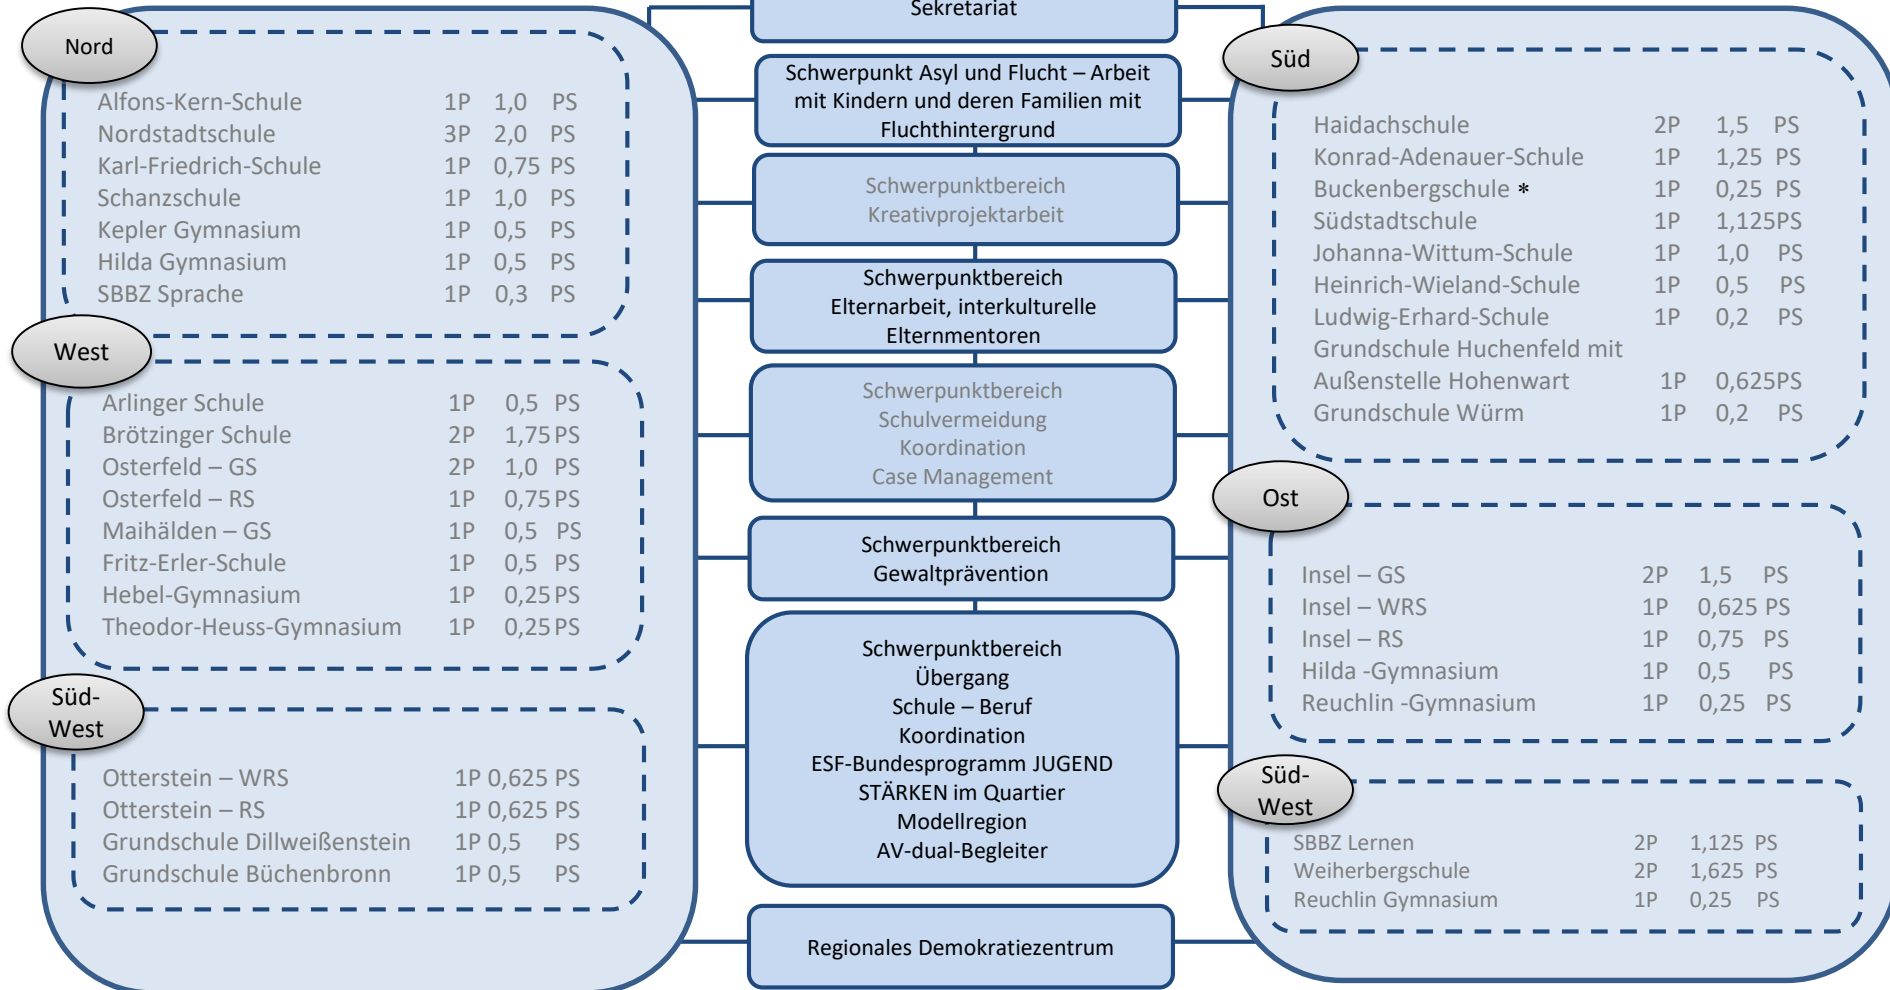 Nord
Alfons-Kern-Schule 1P 1,0 PS
Nordstadtschule 3P 2,0 PS
Karl-Friedrich-Schule 1P 0,75 PS
Schanzschule 1P 1,0 PS
Kepler Gymnasium 1P 0,5 PS
Hilda Gymnasium 1P 0,5 PS
SBBZ Sprache 1P 0,3 PS
West
Arlinger Schule 1P 0,5 PS
Brötzinger Schule 2P 1,75 PS
Osterfeld – GS 2P 1,0 PS
Osterfeld – RS 1P 0,75 PS
Maihälden – GS 1P 0,5 PS
Fritz-Erler-Schule 1P 0,5 PS
Hebel-Gymnasium 1P 0,25 PS
Theodor-Heuss-Gymnasium 1P 0,25 PS
Süd-
West
Otterstein – WRS 1P 0,625 PS
Otterstein – RS 1P 0,625 PS
Grundschule Dillweißenstein 1P 0,5 PS
Grundschule Büchenbronn 1P 0,5 PS
Sekretariat
Schwerpunkt Asyl und Flucht – Arbeit
mit Kindern und deren Familien mit
Fluchthintergrund
Schwerpunktbereich
Kreativprojektarbeit
Schwerpunktbereich
Elternarbeit, interkulturelle
Elternmentoren
Schwerpunktbereich
Schulvermeidung
Koordination
Case Management
Schwerpunktbereich
Gewaltprävention
Schwerpunktbereich
Übergang
Schule – Beruf
Koordination
ESF-Bundesprogramm JUGEND
STÄRKEN im Quartier
Modellregion
AV-dual-Begleiter
Regionales Demokratiezentrum
Süd
Haidachschule 2P 1,5 PS
Konrad-Adenauer-Schule 1P 1,25 PS
Buckenbergschule * 1P 0,25 PS
Südstadtschule 1P 1,125PS
Johanna-Wittum-Schule 1P 1,0 PS
Heinrich-Wieland-Schule 1P 0,5 PS
Ludwig-Erhard-Schule 1P 0,2 PS
Grundschule Huchenfeld mit
Außenstelle Hohenwart 1P 0,625PS
Grundschule Würm 1P 0,2 PS
Ost
Insel – GS 2P 1,5 PS
Insel – WRS 1P 0,625 PS
Insel – RS 1P 0,75 PS
Hilda -Gymnasium 1P 0,5 PS
Reuchlin -Gymnasium 1P 0,25 PS
Süd-
West
SBBZ Lernen 2P 1,125 PS
Weiherbergschule 2P 1,625 PS
Reuchlin Gymnasium 1P 0,25 PS